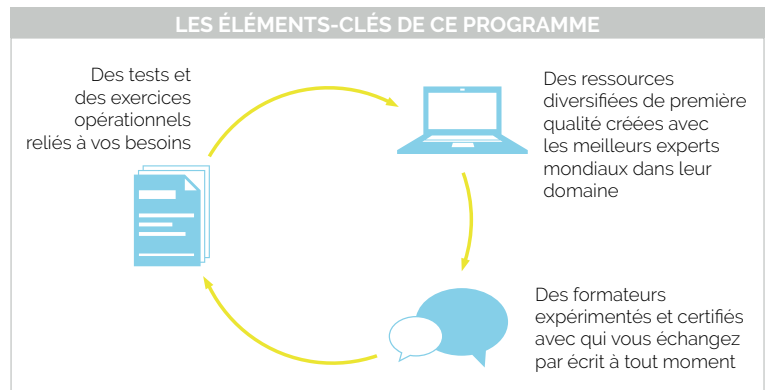 LES ÉLÉMENTS-CLÉS DE CE PROGRAMME
Des tests et
des exercices
opérationnels
reliés à vos besoins
Des ressources
diversifiées de première
qualité créées avec
les meilleurs experts
mondiaux dans leur
domaine
Des formateurs
expérimentés et certifiés
avec qui vous échangez
par écrit à tout moment